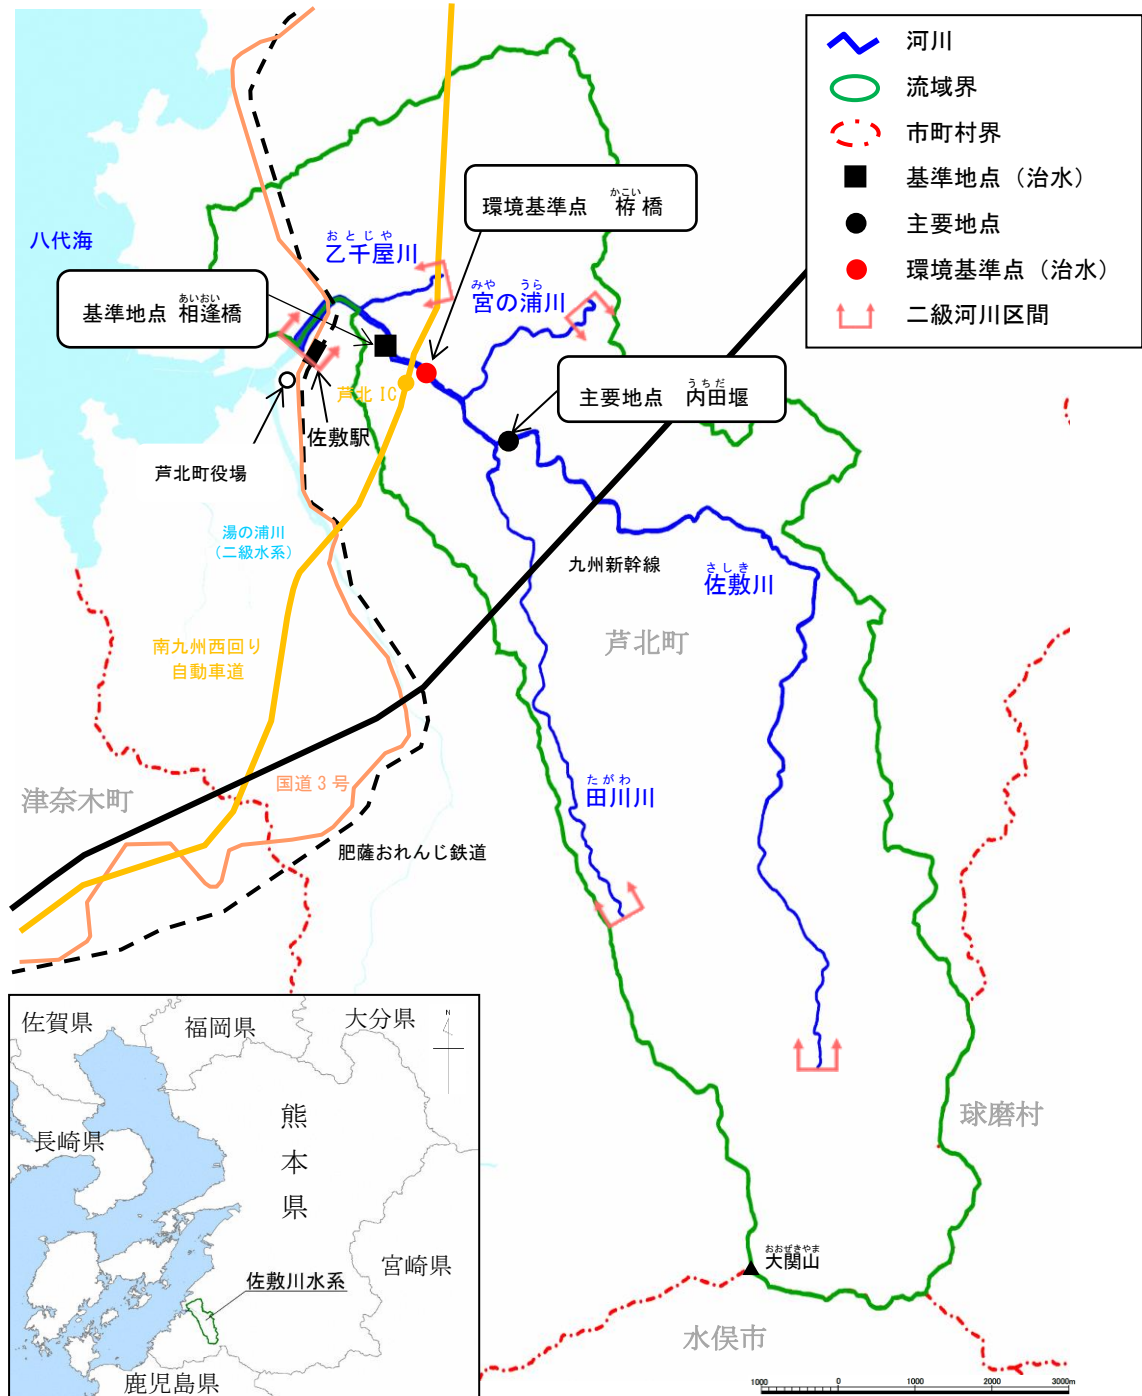 河川
流域界
市町村界
基準地点（治水）
主要地点
環境基準点（治水）
二級河川区間
かこい
環境基準点 栫橋
八代海
おとじや
乙千屋川
みや うら
宮の浦川
あいおい
基準地点 相逢橋
芦北IC
うちだ
主要地点 内田堰
佐敷駅
芦北町役場
湯の浦川
（二級水系）
九州新幹線
さしき
佐敷川
芦北町
南九州西回り
自動車道
国道3号
たがわ
田川川
津奈木町
肥薩おれんじ鉄道
球磨村
おおぜきやま
大関山
水俣市
佐賀県
福岡県
大分県
N
長崎県
熊本県
宮崎県
佐敷川水系
鹿児島県
1000 0 1000 2000 3000m